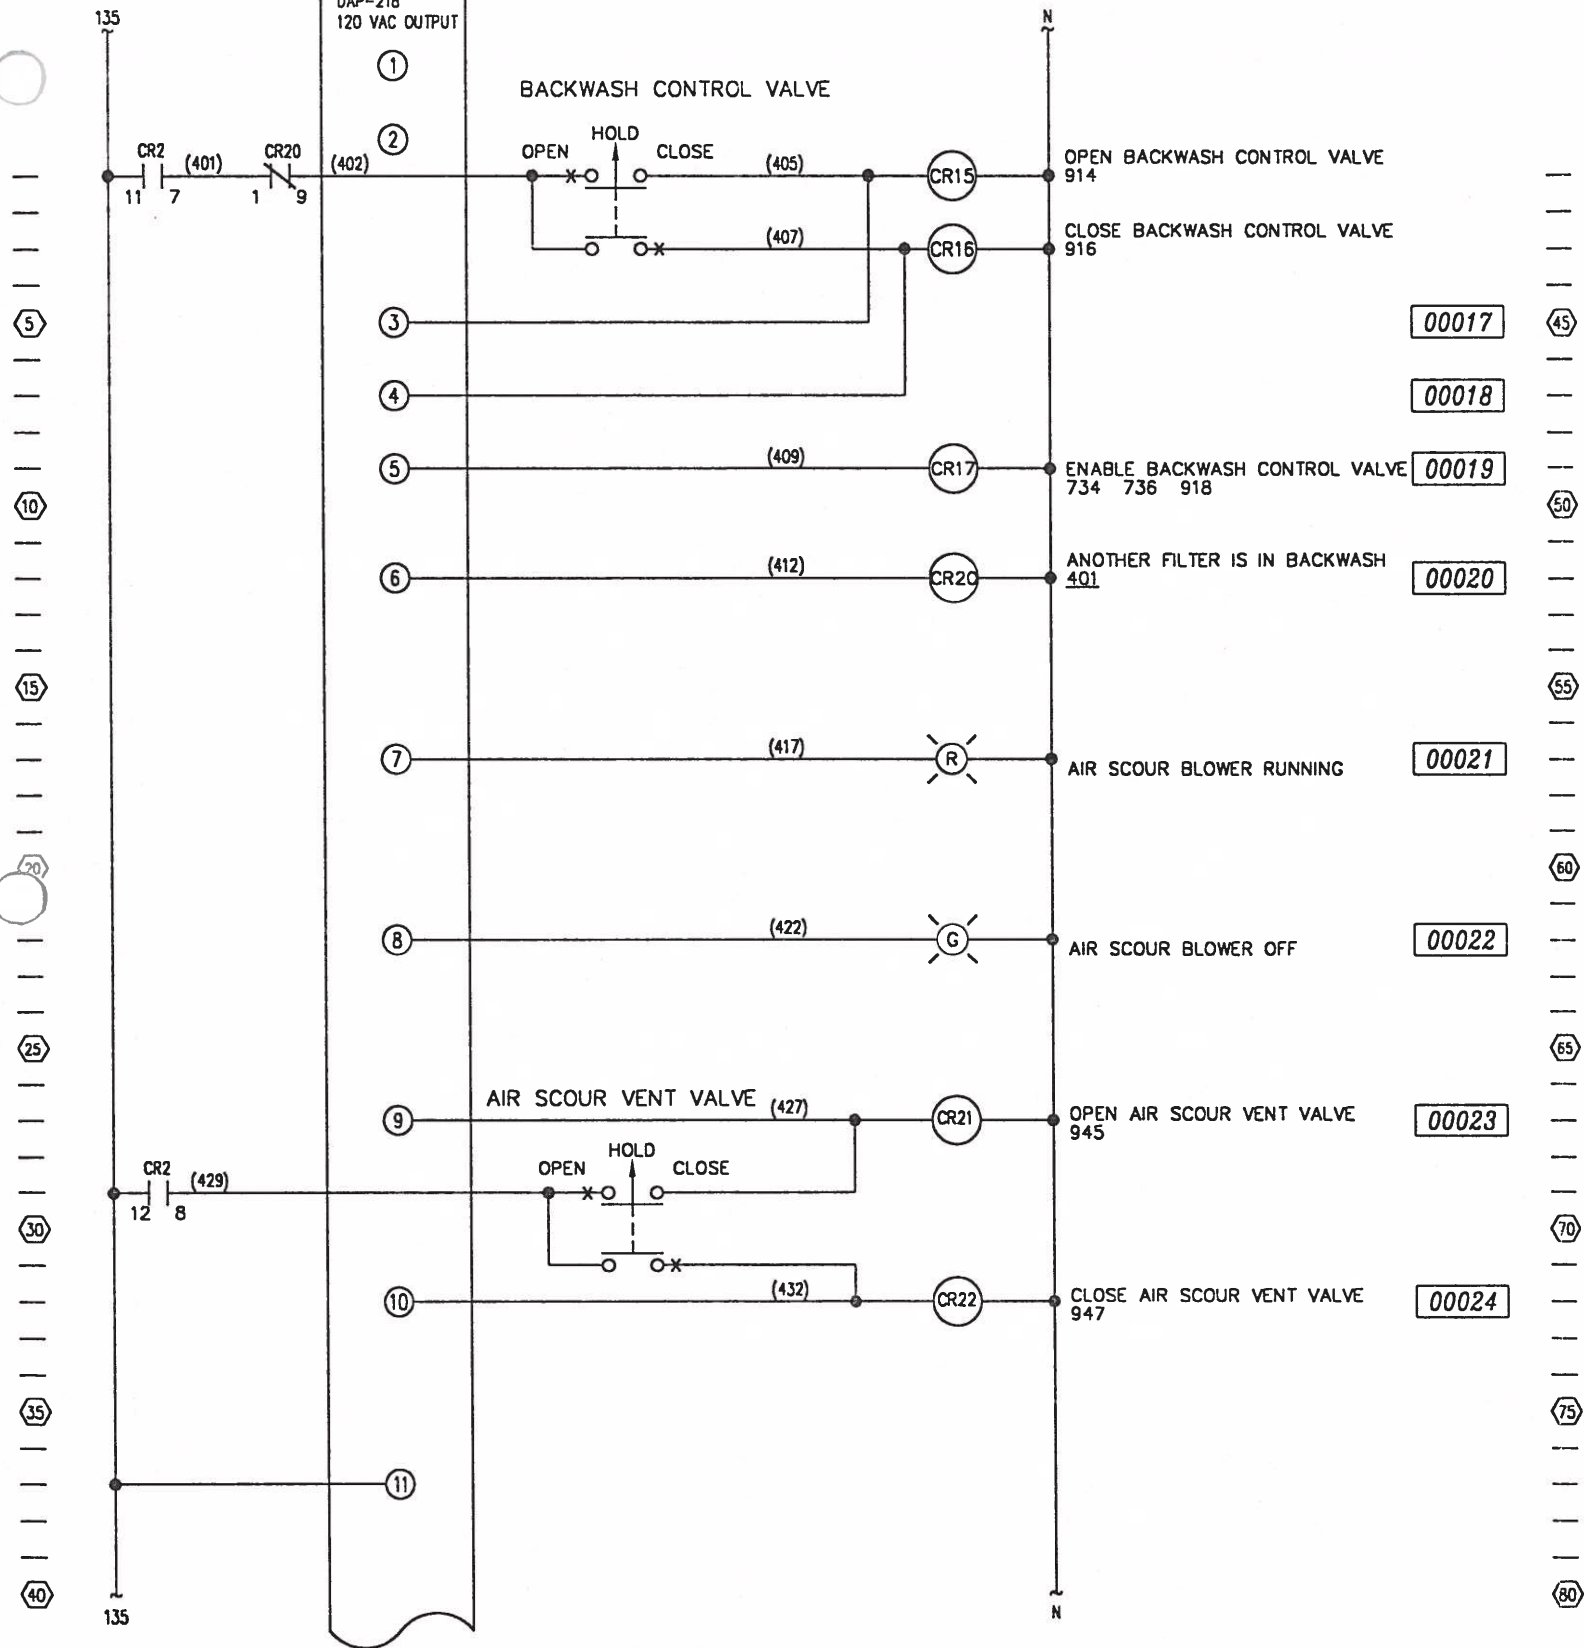 135
DAP-218
120 VAC OUTPUT
N
1
BACKWASH CONTROL VALVE
2
HOLD
OPEN X CLOSE
CR2 (401) CR20 (402) (405) CR15 OPEN BACKWASH CONTROL VALVE
11 7 1 9 914
(407) CR16 CLOSE BACKWASH CONTROL VALVE
X 916
5 3 00017 45
4 00018
5 (409) CR17 ENABLE BACKWASH CONTROL VALVE 00019
734 736 918
10 50
6 (412) CR20 ANOTHER FILTER IS IN BACKWASH 00020
401
15 55
7 (417) R AIR SCOUR BLOWER RUNNING 00021
20 60
8 (422) G AIR SCOUR BLOWER OFF 00022
25 65
AIR SCOUR VENT VALVE
9 (427) CR21 OPEN AIR SCOUR VENT VALVE 00023
945
HOLD
OPEN X CLOSE
CR2 (429)
12 8
30 70
X
10 (432) CR22 CLOSE AIR SCOUR VENT VALVE 00024
947
35 75
11
40 80
135
N